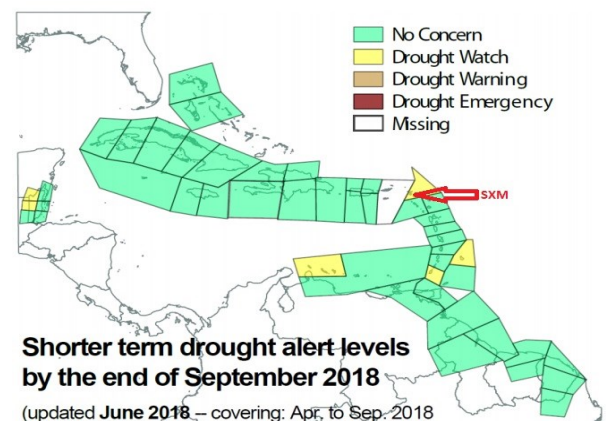 No Concern
Drought Watch
Drought Warning
Drought Emergency
Missing
SXM
Shorter term drought alert levels
by the end of September 2018
(updated June 2018 – covering: Apr. to Sep. 2018